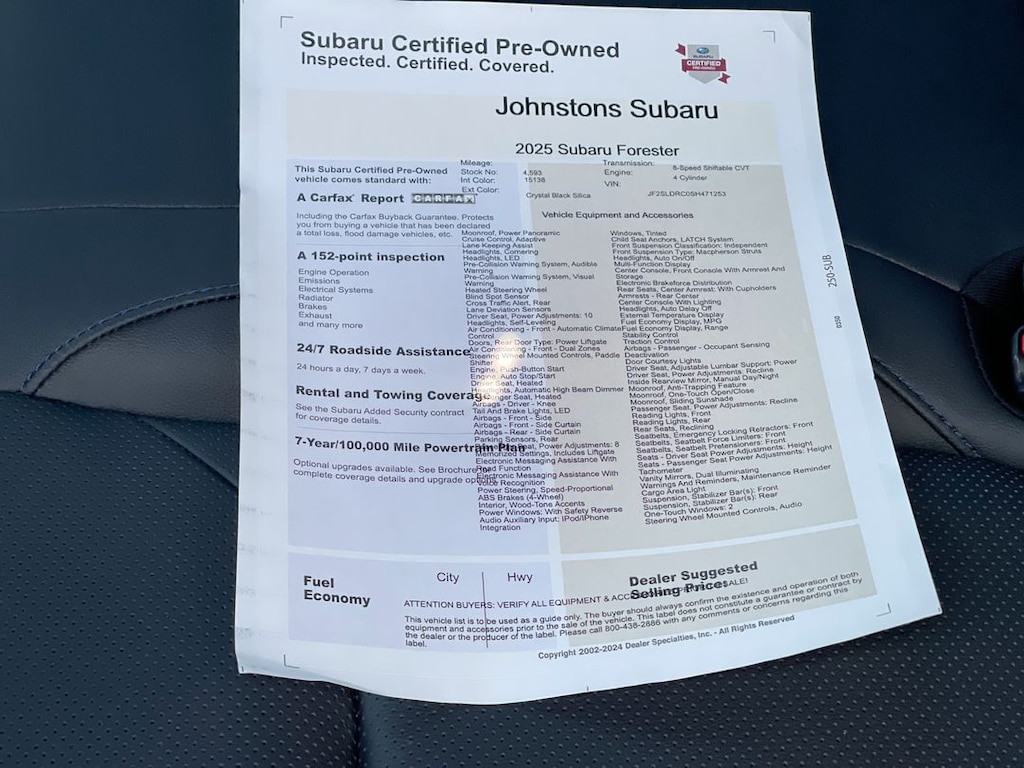 Subaru Certified Pre-Owned
Inspected. Certified. Covered.
SUBARU
CERTIFIED
PRE-OWNED
Johnstons Subaru
2025 Subaru Forester
Mileage:
Stock No: 4,593
Int Color: 15138
Ext Color: Crystal Black Silica
Transmission: 8-Speed Shiftable CVT
Engine: 4 Cylinder
VIN: JF2SLDRC0SH471253
This Subaru Certified Pre-Owned
vehicle comes standard with:
A Carfax® Report CARFAX
Including the Carfax Buyback Guarantee. Protects
you from buying a vehicle that has been declared
a total loss, flood damage vehicles, etc.
A 152-point inspection
Engine Operation
Emissions
Electrical Systems
Radiator
Brakes
Exhaust
and many more
24/7 Roadside Assistance
24 hours a day, 7 days a week.
Rental and Towing Coverage
See the Subaru Added Security contract
for coverage details.
7-Year/100,000 Mile Powertrain Plan
Optional upgrades available. See Brochure for
complete coverage details and upgrade options.
Vehicle Equipment and Accessories
Moonroof, Power Panoramic
Cruise Control, Adaptive
Lane Keeping Assist
Headlights, Cornering
Headlights, LED
Pre-Collision Warning System, Audible
Warning
Pre-Collision Warning System, Visual
Warning
Heated Steering Wheel
Blind Spot Sensor
Cross Traffic Alert, Rear
Lane Deviation Sensors
Driver Seat, Power Adjustments: 10
Headlights, Self-Leveling
Air Conditioning - Front - Automatic Climate
Control
Doors, Rear Door Type: Power Liftgate
Air Conditioning - Front - Dual Zones
Steering Wheel Mounted Controls, Paddle
Shifter
Engine, Push-Button Start
Engine, Auto Stop/Start
Driver Seat, Heated
Headlights, Automatic High Beam Dimmer
Passenger Seat, Heated
Airbags - Driver - Knee
Tail And Brake Lights, LED
Airbags - Front - Side
Airbags - Front - Side Curtain
Airbags - Rear - Side Curtain
Parking Sensors, Rear
Seat, Power Adjustments: 8
Memorized Settings, Includes Liftgate
Electronic Messaging Assistance With
Read Function
Electronic Messaging Assistance With
Voice Recognition
Power Steering, Speed-Proportional
ABS Brakes (4-Wheel)
Interior, Wood-Tone Accents
Power Windows: With Safety Reverse
Audio Auxiliary Input: IPod/IPhone
Integration
Windows, Tinted
Child Seat Anchors, LATCH System
Front Suspension Classification: Independent
Front Suspension Type: Macpherson Struts
Headlights, Auto On/Off
Multi-Function Display
Center Console, Front Console With Armrest And
Storage
Electronic Brakeforce Distribution
Rear Seats, Center Armrest: With Cupholders
Armrests - Rear Center
Center Console With Lighting
Headlights, Auto Delay Off
External Temperature Display
Fuel Economy Display, MPG
Fuel Economy Display, Range
Stability Control
Traction Control
Airbags - Passenger - Occupant Sensing
Deactivation
Door Courtesy Lights
Driver Seat, Adjustable Lumbar Support: Power
Driver Seat, Power Adjustments: Recline
Inside Rearview Mirror, Manual Day/Night
Moonroof, Anti-Trapping Feature
Moonroof, One-Touch Open/Close
Moonroof, Sliding Sunshade
Passenger Seat, Power Adjustments: Recline
Reading Lights, Front
Reading Lights, Rear
Rear Seats, Reclining
Seatbelts, Emergency Locking Retractors: Front
Seatbelts, Seatbelt Force Limiters: Front
Seatbelts, Seatbelt Pretensioners: Front
Seats - Driver Seat Power Adjustments: Height
Seats - Passenger Seat Power Adjustments: Height
Tachometer
Vanity Mirrors, Dual Illuminating
Warnings And Reminders, Maintenance Reminder
Cargo Area Light
Suspension, Stabilizer Bar(s): Front
Suspension, Stabilizer Bar(s): Rear
One-Touch Windows: 2
Steering Wheel Mounted Controls, Audio
250-SUB
0350
Fuel
Economy
City
Hwy
Dealer Suggested
Selling Price:
ATTENTION BUYERS: VERIFY ALL EQUIPMENT & SALE!
This vehicle list is to be used as a guide only. The buyer should always confirm the existence and operation of both
equipment and accessories prior to the sale of the vehicle. This label does not constitute a guarantee or contract by
the dealer or the producer of the label. Please call 800-438-2886 with any comments or concerns regarding this
label.
Copyright 2002-2024 Dealer Specialties, Inc. - All Rights Reserved